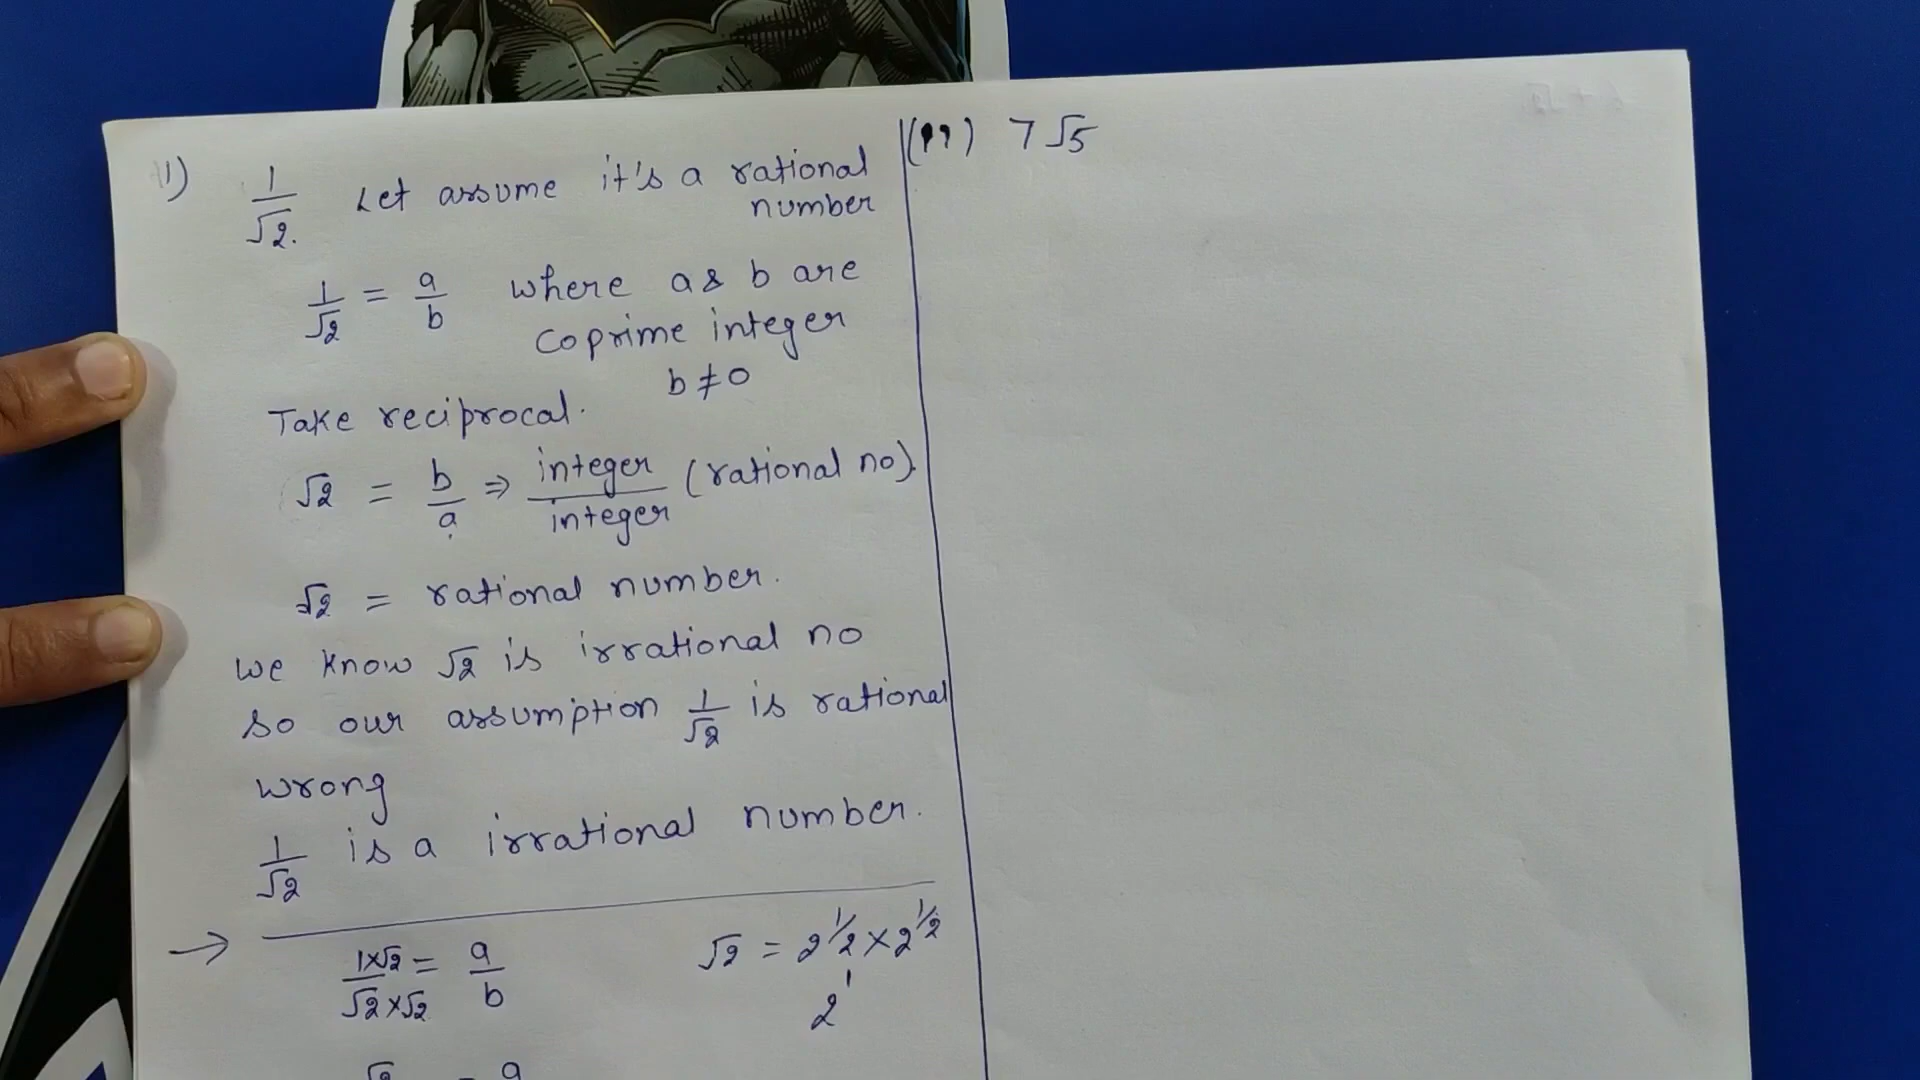 1) 1/√2. Let assume it's a rational
number
1/√2 = a/b where a & b are
coprime integer
b ≠ 0
Take reciprocal.
√2 = b/a ⇒ integer/integer (rational no).
√2 = rational number.
we know √2 is irrational no
so our assumption 1/√2 is rational
wrong
1/√2 is a irrational number.
→ 1×√2/√2×√2 = a/b
√2 = 2^1/2 × 2^1/2
2^1
√2 = a
(ii) 7√5